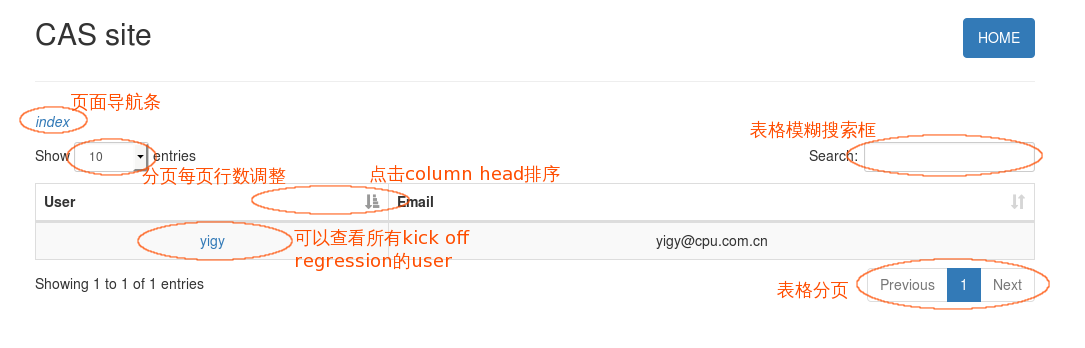 CAS site
HOME
页面导航条
index
表格模糊搜索框
Show 10 entries
Search:
分页每页行数调整
点击column head排序
User
Email
yigy
可以查看所有kick off
regression的user
yigy@cpu.com.cn
Showing 1 to 1 of 1 entries
表格分页
Previous 1 Next